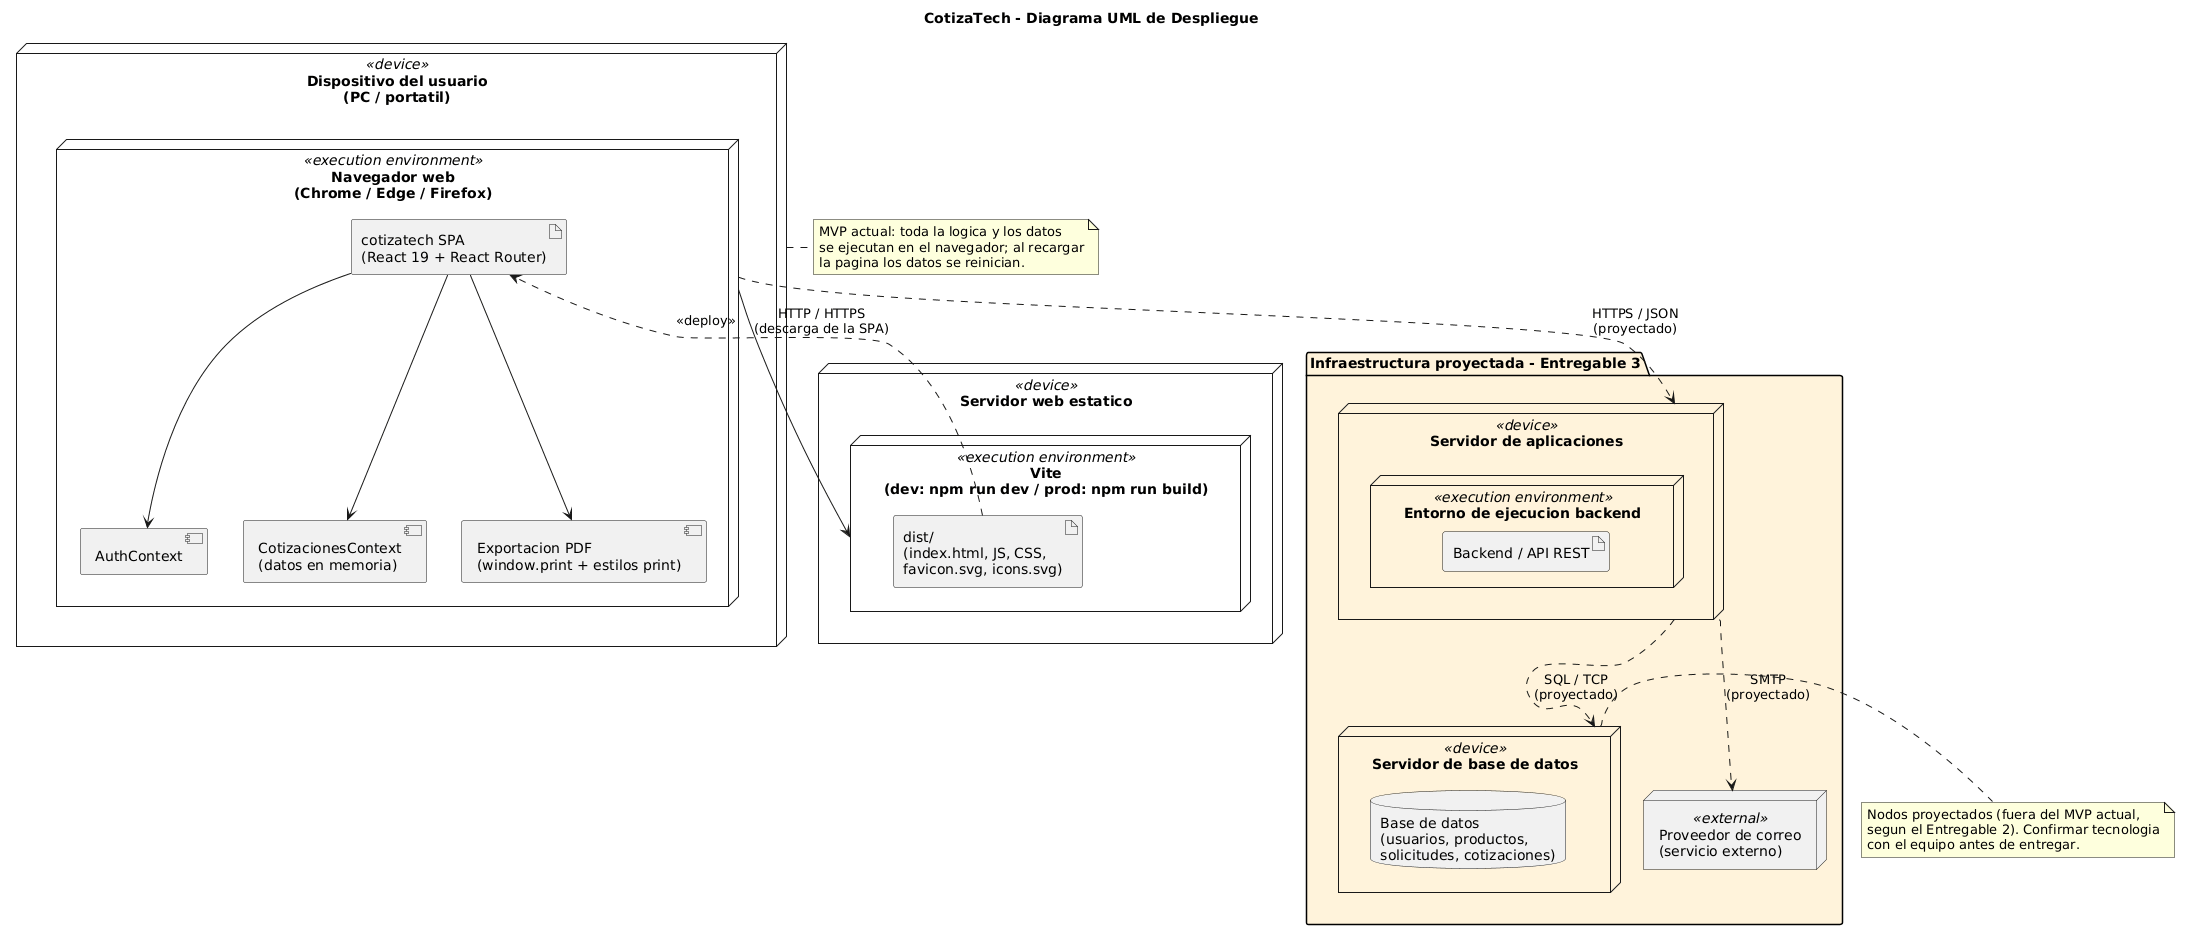 CotizaTech - Diagrama UML de Despliegue
«device»
Dispositivo del usuario
(PC / portatil)
«execution environment»
Navegador web
(Chrome / Edge / Firefox)
cotizatech SPA
(React 19 + React Router)
MVP actual: toda la logica y los datos
se ejecutan en el navegador; al recargar
la pagina los datos se reinician.
«deploy»
HTTP / HTTPS
(descarga de la SPA)
HTTPS / JSON
(proyectado)
AuthContext
CotizacionesContext
(datos en memoria)
Exportacion PDF
(window.print + estilos print)
«device»
Servidor web estatico
«execution environment»
Vite
(dev: npm run dev / prod: npm run build)
dist/
(index.html, JS, CSS,
favicon.svg, icons.svg)
Infraestructura proyectada - Entregable 3
«device»
Servidor de aplicaciones
«execution environment»
Entorno de ejecucion backend
Backend / API REST
SQL / TCP
(proyectado)
SMTP
(proyectado)
«device»
Servidor de base de datos
Base de datos
(usuarios, productos,
solicitudes, cotizaciones)
«external»
Proveedor de correo
(servicio externo)
Nodos proyectados (fuera del MVP actual,
segun el Entregable 2). Confirmar tecnologia
con el equipo antes de entregar.